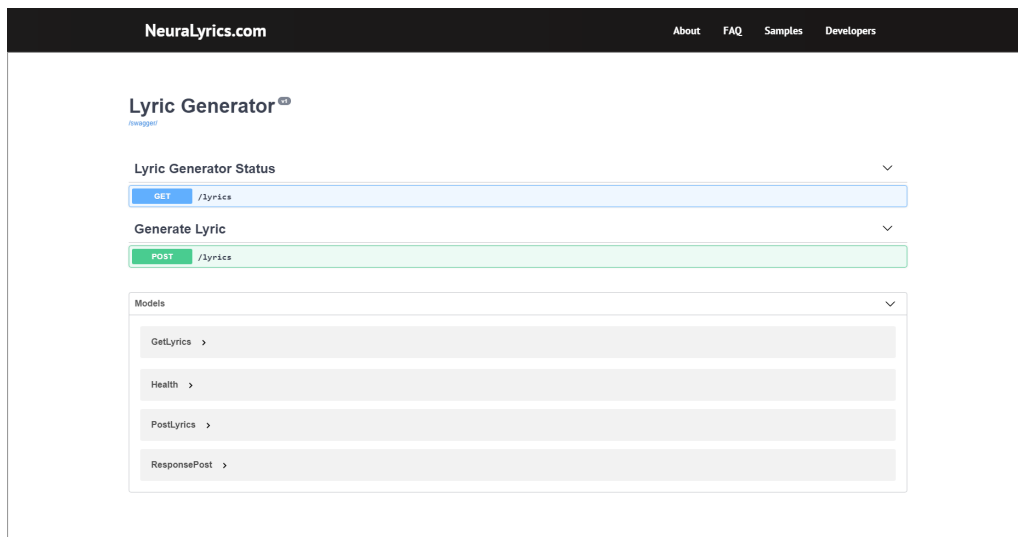 NeuraLyrics.com About FAQ Samples Developers
Lyric Generator v1
/swagger/
Lyric Generator Status
GET /lyrics
Generate Lyric
POST /lyrics
Models
GetLyrics
Health
PostLyrics
ResponsePost